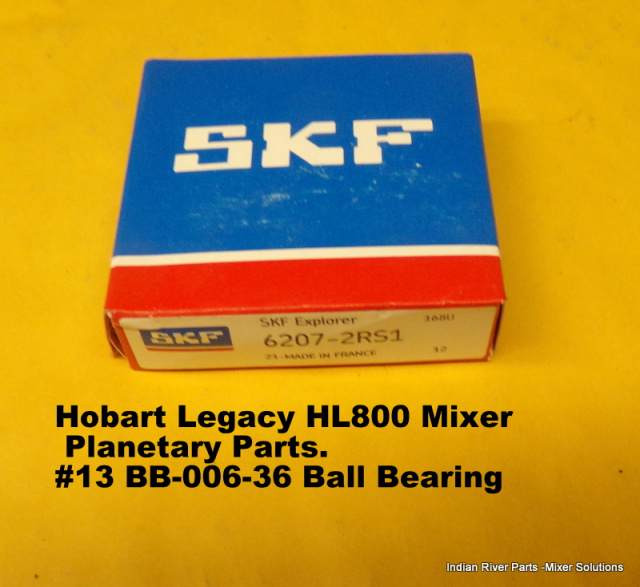 SKF
SKF Explorer 168U
SKF 6207-2RS1
21-MADE IN FRANCE 12
Hobart Legacy HL800 Mixer
Planetary Parts.
#13 BB-006-36 Ball Bearing
Indian River Parts -Mixer Solutions